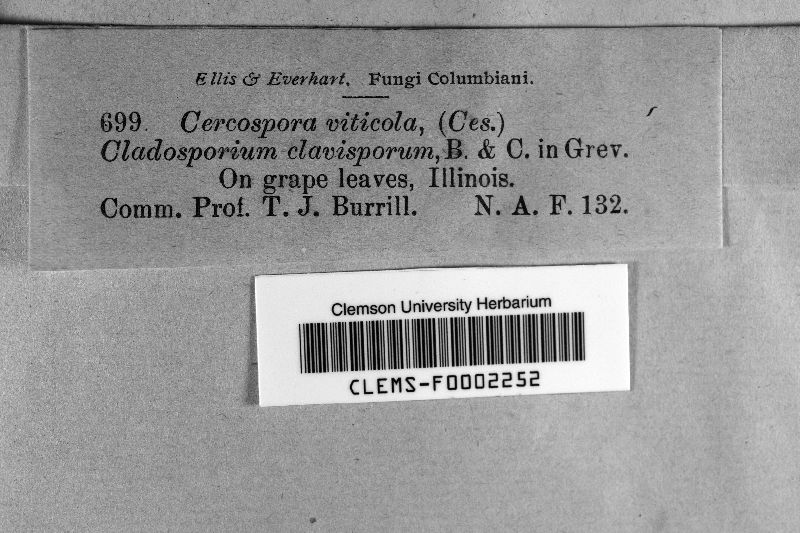 Ellis & Everhart, Fungi Columbiani.
699. Cercospora viticola, (Ces.)
Cladosporium clavisporum, B. & C. in Grev.
On grape leaves, Illinois.
Comm. Prof. T. J. Burrill. N. A. F. 132.
Clemson University Herbarium
CLEMS-F0002252